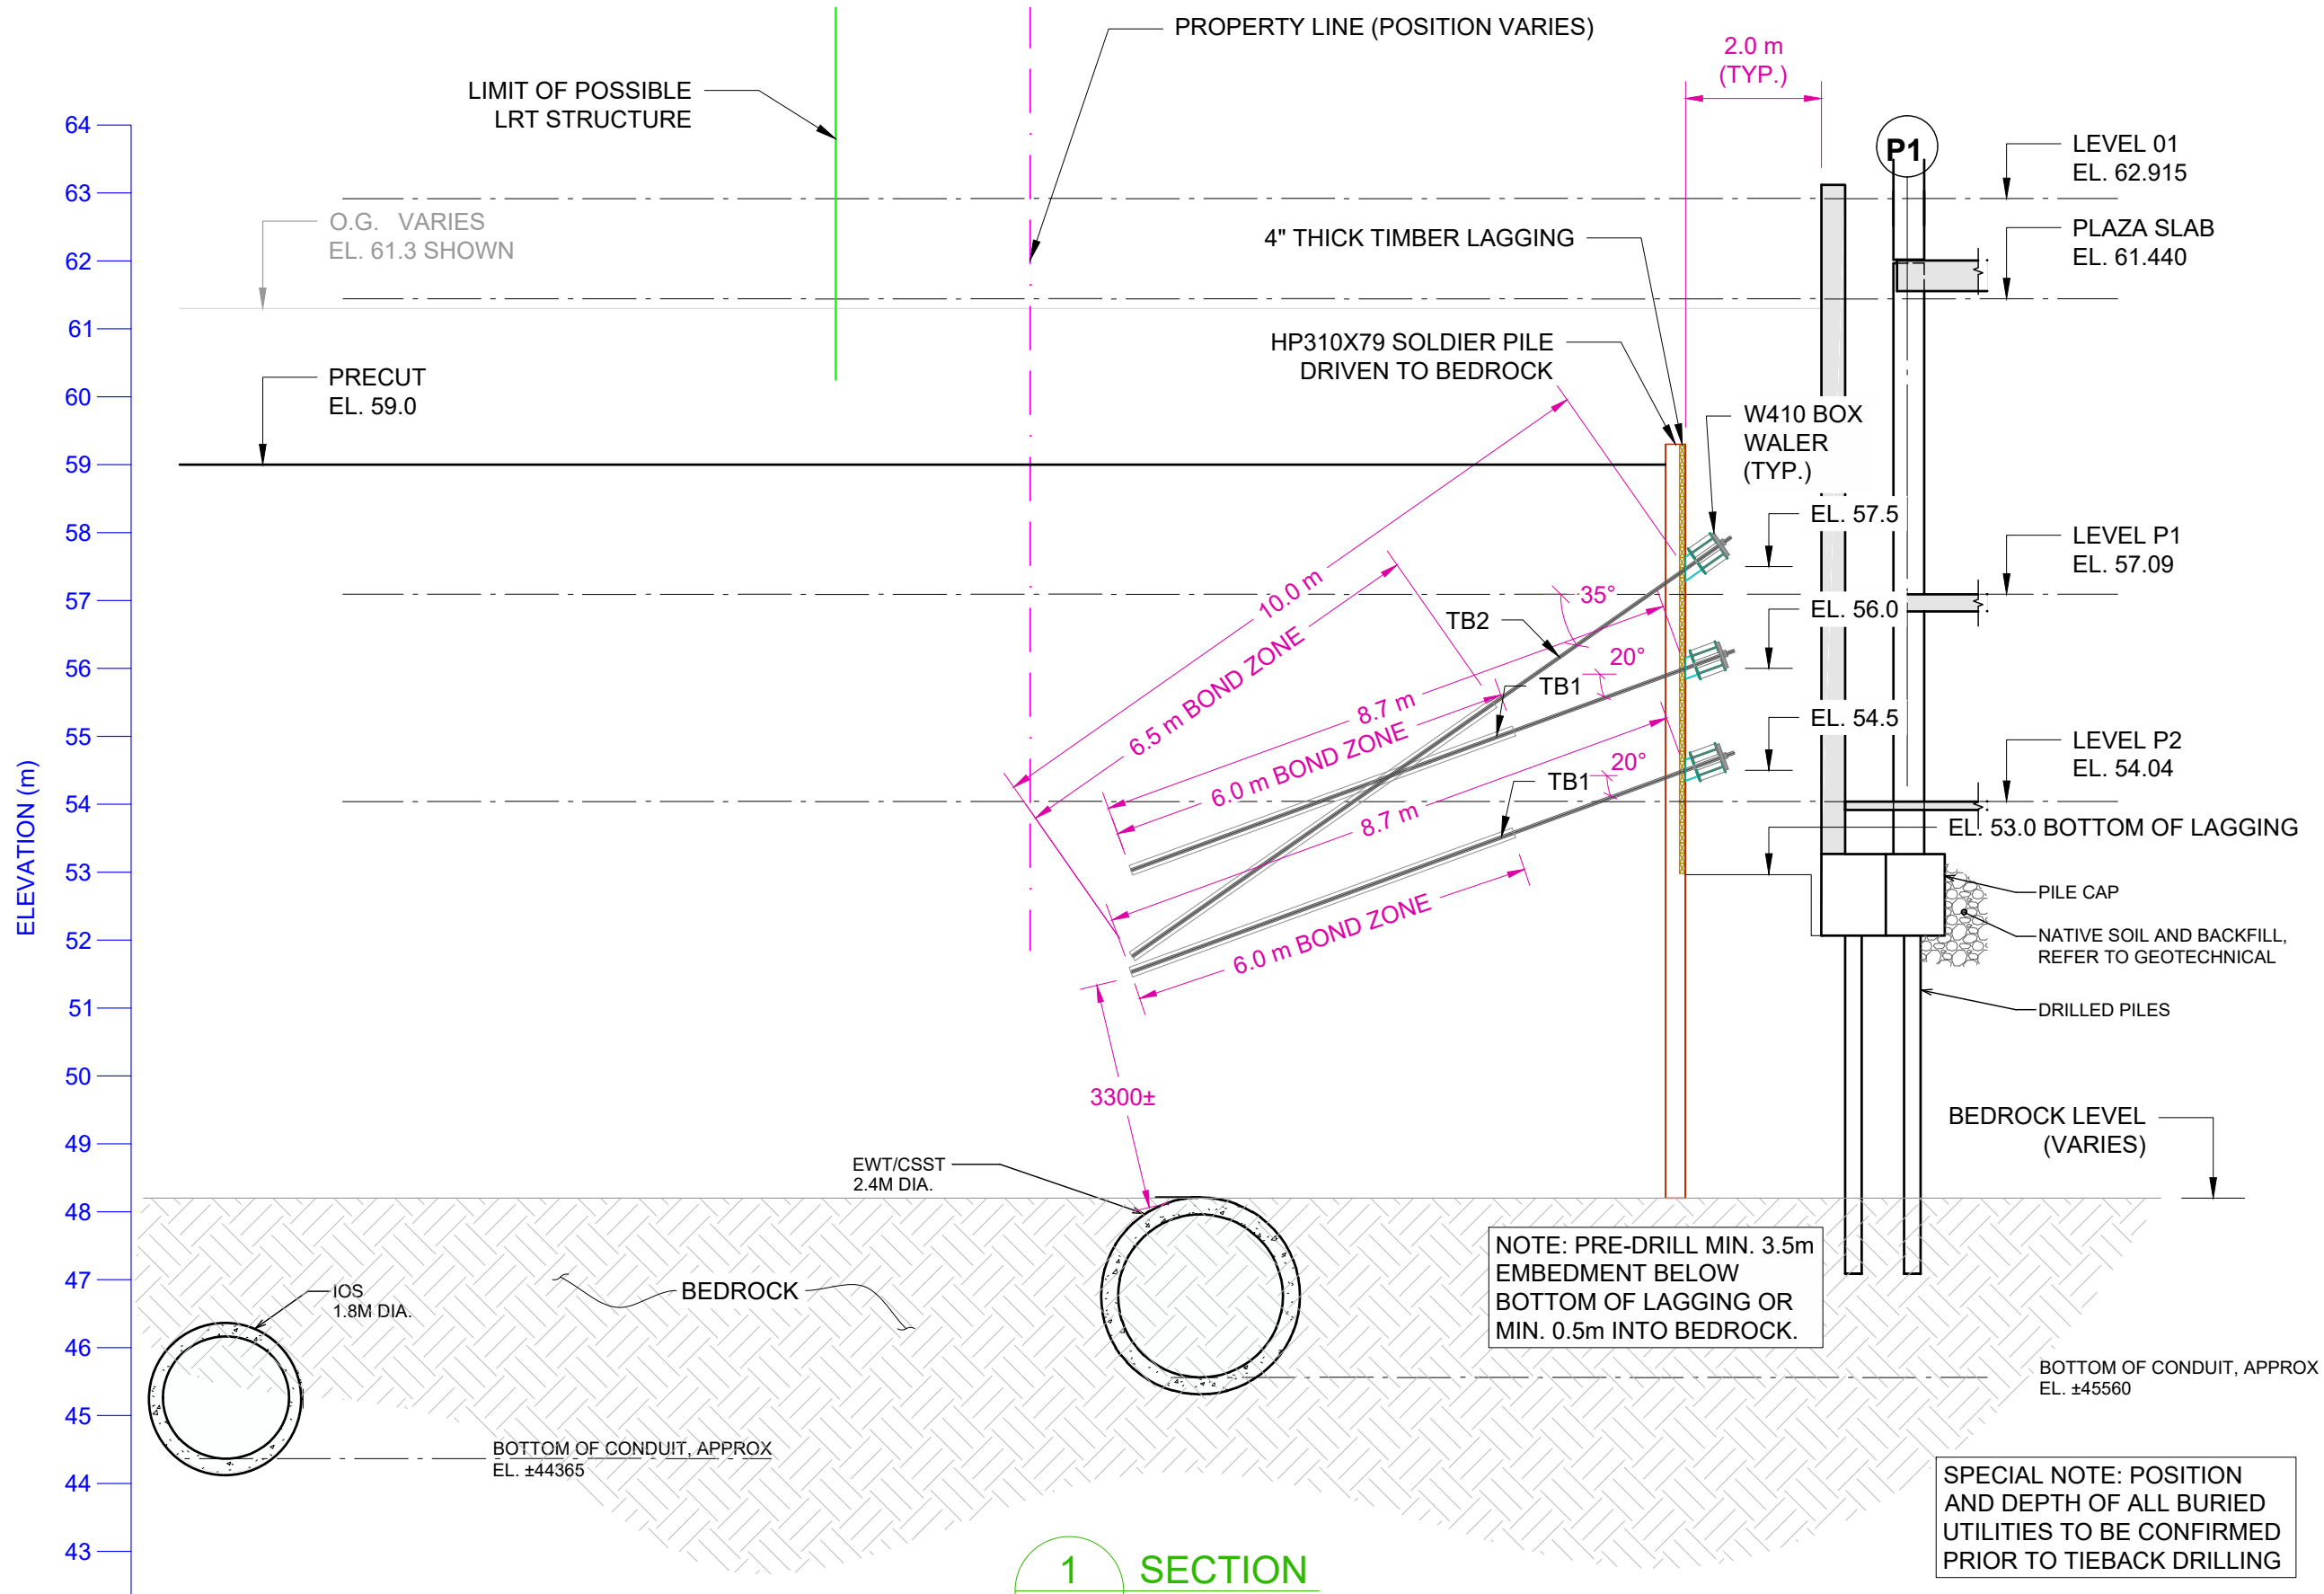 PROPERTY LINE (POSITION VARIES)
2.0 m
(TYP.)
LIMIT OF POSSIBLE
LRT STRUCTURE
P1
LEVEL 01
EL. 62.915
O.G. VARIES
EL. 61.3 SHOWN
4" THICK TIMBER LAGGING
PLAZA SLAB
EL. 61.440
HP310X79 SOLDIER PILE
DRIVEN TO BEDROCK
PRECUT
EL. 59.0
W410 BOX
WALER
(TYP.)
EL. 57.5
LEVEL P1
EL. 57.09
10.0 m
6.5 m BOND ZONE
35°
TB2
EL. 56.0
20°
TB1
8.7 m
6.0 m BOND ZONE
EL. 54.5
20°
TB1
8.7 m
6.0 m BOND ZONE
LEVEL P2
EL. 54.04
EL. 53.0 BOTTOM OF LAGGING
PILE CAP
NATIVE SOIL AND BACKFILL,
REFER TO GEOTECHNICAL
DRILLED PILES
3300±
BEDROCK LEVEL
(VARIES)
EWT/CSST
2.4M DIA.
NOTE: PRE-DRILL MIN. 3.5m
EMBEDMENT BELOW
BOTTOM OF LAGGING OR
MIN. 0.5m INTO BEDROCK.
IOS
1.8M DIA.
BEDROCK
BOTTOM OF CONDUIT, APPROX
EL. ±45560
BOTTOM OF CONDUIT, APPROX
EL. ±44365
SPECIAL NOTE: POSITION
AND DEPTH OF ALL BURIED
UTILITIES TO BE CONFIRMED
PRIOR TO TIEBACK DRILLING
ELEVATION (m)
64
63
62
61
60
59
58
57
56
55
54
53
52
51
50
49
48
47
46
45
44
43
1 SECTION